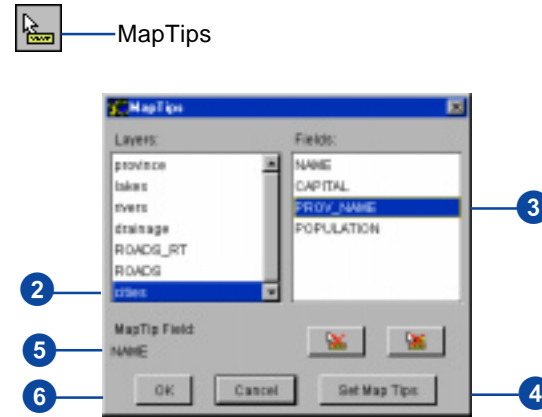 MapTips
MapTips
Layers:
Fields:
province
lakes
rivers
drainage
ROADS_RT
ROADS
cities
NAME
CAPITAL
PROV_NAME
POPULATION
3
2
MapTip Field:
NAME
5
6
OK
Cancel
Set Map Tips
4